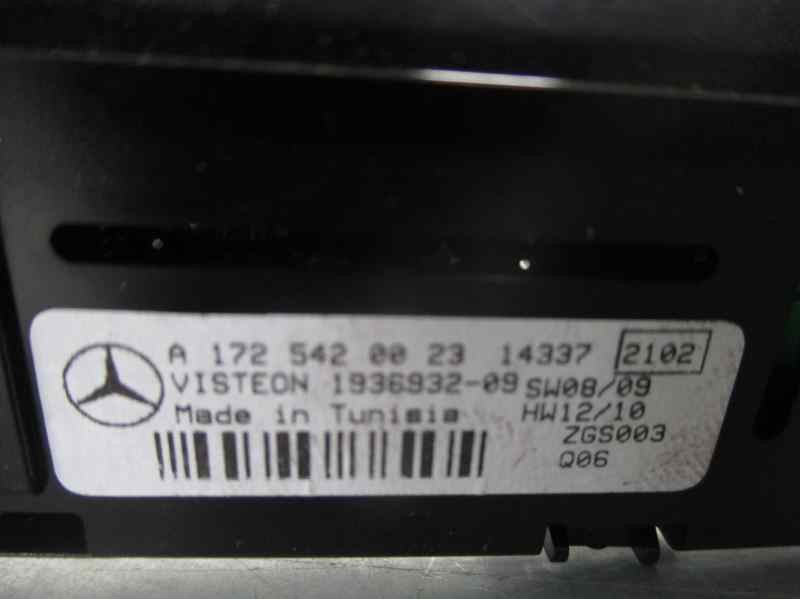 A 172 542 00 23 14337 2102
VISTEON 1936932-09 SW08/09
Made in Tunisia HW12/10
ZGS003
Q06